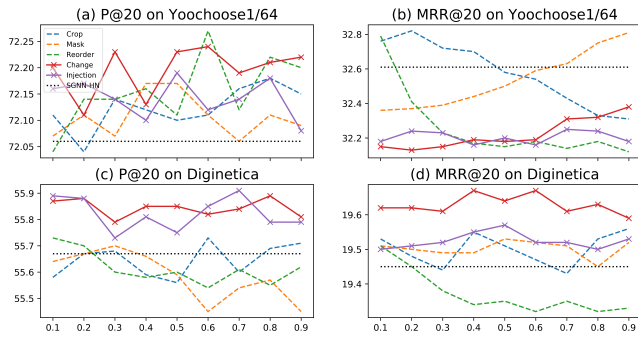 (a) P@20 on Yoochoose1/64
72.25
72.20
72.15
72.10
72.05
Crop
Mask
Reorder
Change
Injection
SGNN-HN
(b) MRR@20 on Yoochoose1/64
32.8
32.6
32.4
32.2
(c) P@20 on Diginetica
55.9
55.8
55.7
55.6
55.5
0.1 0.2 0.3 0.4 0.5 0.6 0.7 0.8 0.9
(d) MRR@20 on Diginetica
19.6
19.5
19.4
0.1 0.2 0.3 0.4 0.5 0.6 0.7 0.8 0.9